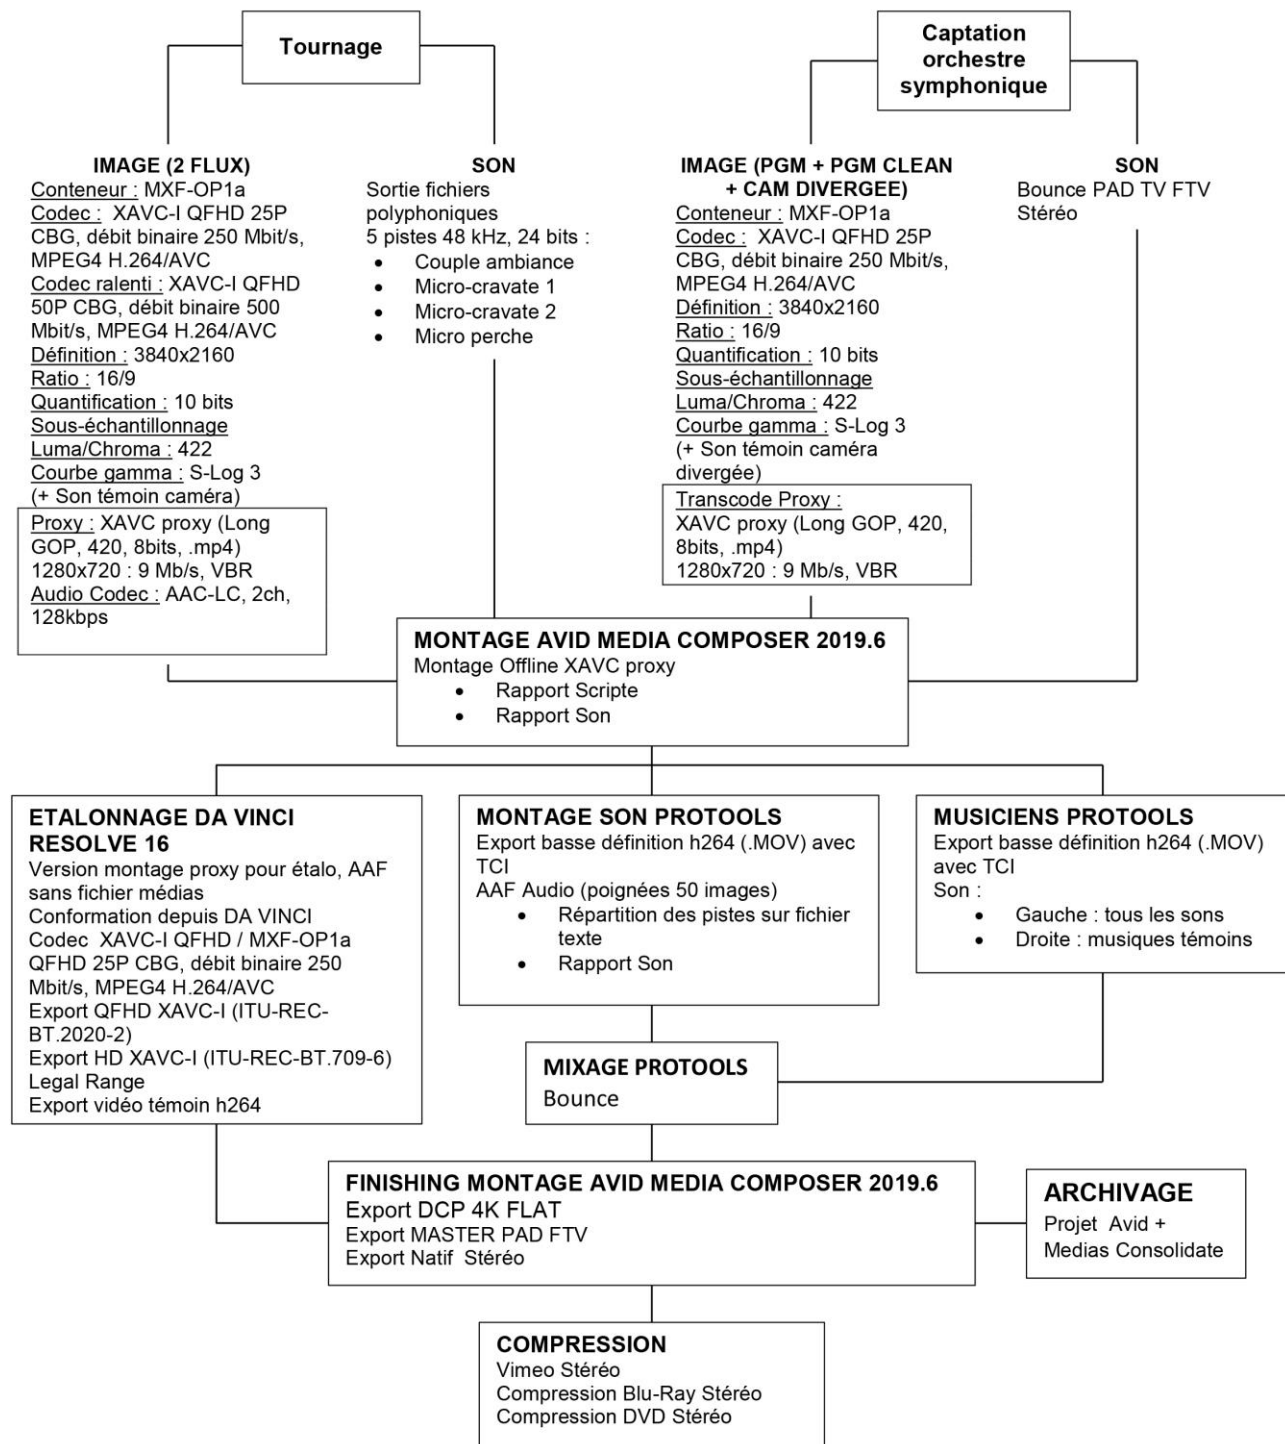 Tournage
Captation
orchestre
symphonique
IMAGE (2 FLUX)
Conteneur : MXF-OP1a
Codec : XAVC-I QFHD 25P
CBG, débit binaire 250 Mbit/s,
MPEG4 H.264/AVC
Codec ralenti : XAVC-I QFHD
50P CBG, débit binaire 500
Mbit/s, MPEG4 H.264/AVC
Définition : 3840x2160
Ratio : 16/9
Quantification : 10 bits
Sous-échantillonnage
Luma/Chroma : 422
Courbe gamma : S-Log 3
(+ Son témoin caméra)
Proxy : XAVC proxy (Long
GOP, 420, 8bits, .mp4)
1280x720 : 9 Mb/s, VBR
Audio Codec : AAC-LC, 2ch,
128kbps
SON
Sortie fichiers
polyphoniques
5 pistes 48 kHz, 24 bits :
• Couple ambiance
• Micro-cravate 1
• Micro-cravate 2
• Micro perche
IMAGE (PGM + PGM CLEAN
+ CAM DIVERGEE)
Conteneur : MXF-OP1a
Codec : XAVC-I QFHD 25P
CBG, débit binaire 250 Mbit/s,
MPEG4 H.264/AVC
Définition : 3840x2160
Ratio : 16/9
Quantification : 10 bits
Sous-échantillonnage
Luma/Chroma : 422
Courbe gamma : S-Log 3
(+ Son témoin caméra
divergée)
Transcode Proxy :
XAVC proxy (Long GOP, 420,
8bits, .mp4)
1280x720 : 9 Mb/s, VBR
SON
Bounce PAD TV FTV
Stéréo
MONTAGE AVID MEDIA COMPOSER 2019.6
Montage Offline XAVC proxy
• Rapport Scripte
• Rapport Son
ETALONNAGE DA VINCI
RESOLVE 16
Version montage proxy pour étalo, AAF
sans fichier médias
Conformation depuis DA VINCI
Codec XAVC-I QFHD / MXF-OP1a
QFHD 25P CBG, débit binaire 250
Mbit/s, MPEG4 H.264/AVC
Export QFHD XAVC-I (ITU-REC-
BT.2020-2)
Export HD XAVC-I (ITU-REC-BT.709-6)
Legal Range
Export vidéo témoin h264
MONTAGE SON PROTOOLS
Export basse définition h264 (.MOV) avec
TCI
AAF Audio (poignées 50 images)
• Répartition des pistes sur fichier
texte
• Rapport Son
MUSICIENS PROTOOLS
Export basse définition h264 (.MOV)
avec TCI
Son :
• Gauche : tous les sons
• Droite : musiques témoins
MIXAGE PROTOOLS
Bounce
FINISHING MONTAGE AVID MEDIA COMPOSER 2019.6
Export DCP 4K FLAT
Export MASTER PAD FTV
Export Natif Stéréo
ARCHIVAGE
Projet Avid +
Medias Consolidate
COMPRESSION
Vimeo Stéréo
Compression Blu-Ray Stéréo
Compression DVD Stéréo